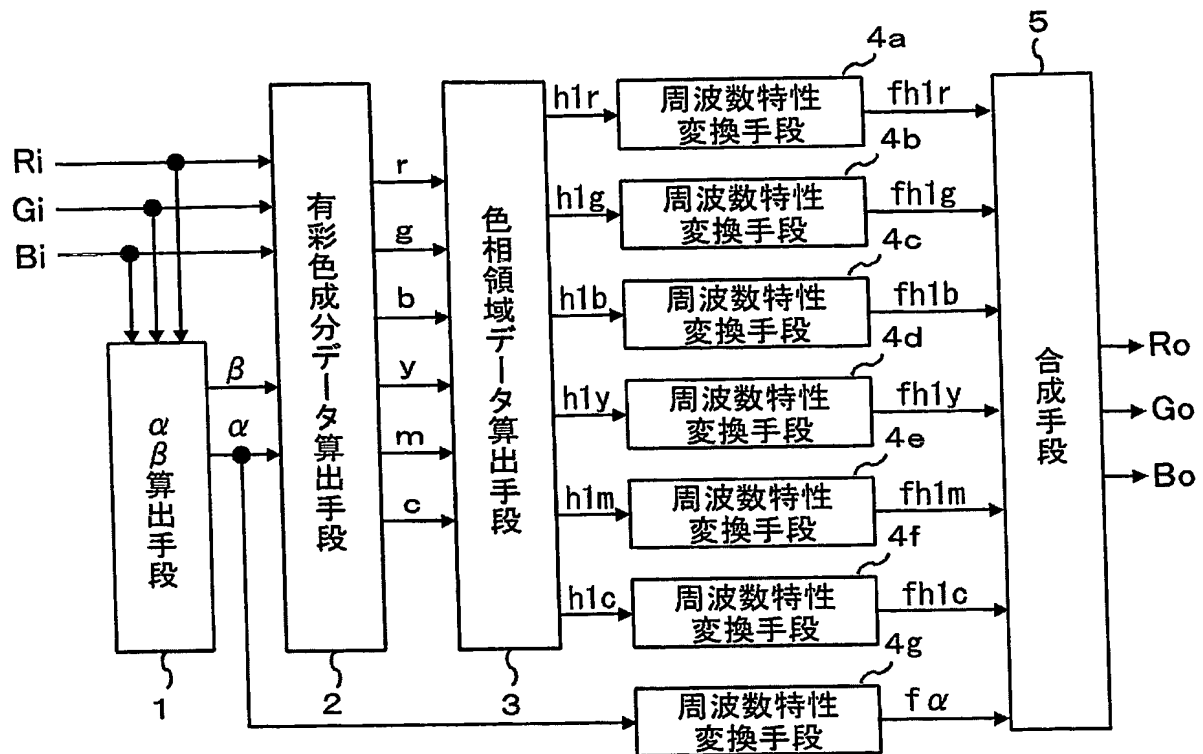 5
4a
h1r
周波数特性
変換手段
fh1r
4b
Ri
Gi
Bi
r
g
b
y
m
c
h1g
周波数特性
変換手段
fh1g
4c
h1b
周波数特性
変換手段
fh1b
4d
h1y
周波数特性
変換手段
fh1y
4e
h1m
周波数特性
変換手段
fh1m
4f
h1c
周波数特性
変換手段
fh1c
4g
周波数特性
変換手段
fα
αβ算出手段
β
α
有彩色成分データ算出手段
色相領域データ算出手段
合成手段
Ro
Go
Bo
1
2
3